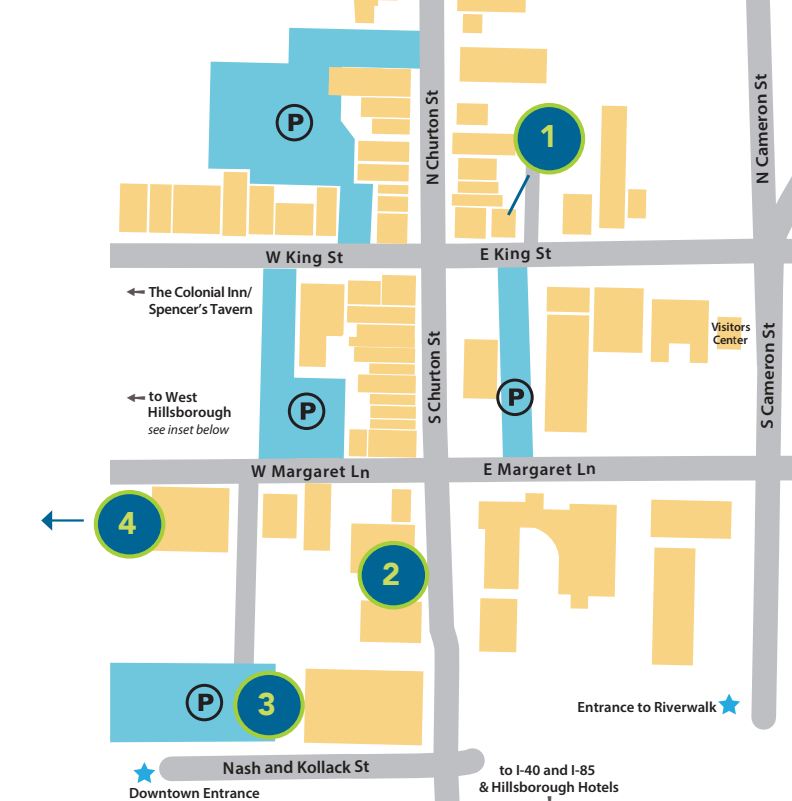 N Churton St
N Cameron St
P
1
W King St
E King St
The Colonial Inn/
Spencer's Tavern
Visitors
Center
S Churton St
S Cameron St
to West
Hillsborough
see inset below
P
P
W Margaret Ln
E Margaret Ln
4
2
P
3
Entrance to Riverwalk
Nash and Kollack St
to I-40 and I-85
& Hillsborough Hotels
Downtown Entrance